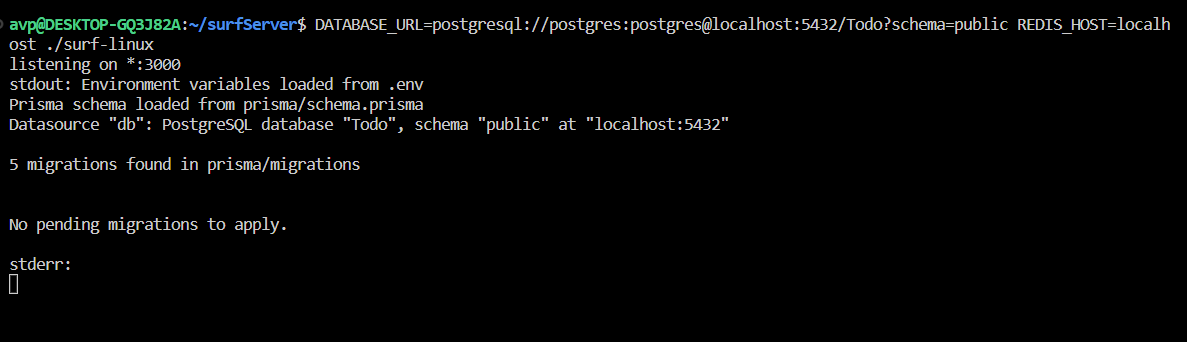 avp@DESKTOP-GQ3J82A:~/surfServer$ DATABASE_URL=postgresql://postgres:postgres@localhost:5432/Todo?schema=public REDIS_HOST=localh
ost ./surf-linux
listening on *:3000
stdout: Environment variables loaded from .env
Prisma schema loaded from prisma/schema.prisma
Datasource "db": PostgreSQL database "Todo", schema "public" at "localhost:5432"
5 migrations found in prisma/migrations
No pending migrations to apply.
stderr: